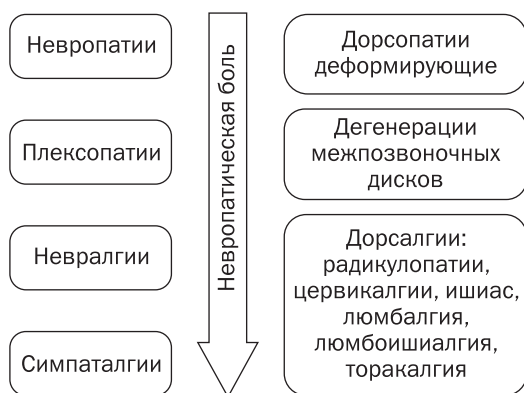 Невропатии
Плексопатии
Невралгии
Симпаталгии
Невропатическая боль
Дорсопатии
деформирующие
Дегенерации
межпозвоночных
дисков
Дорсалгии:
радикулопатии,
цервикалгии, ишиас,
люмбалгия,
люмбоишиалгия,
торакалгия